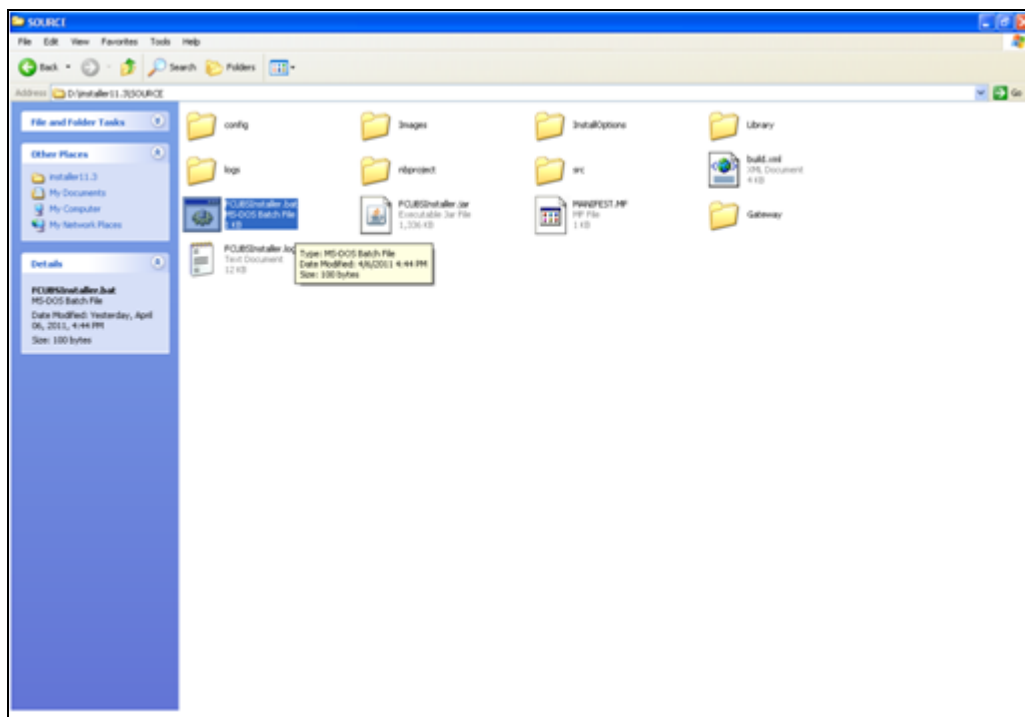 SOURCE
File Edit View Favorites Tools Help
Back Search Folders
Address D:\installer11.3\SOURCE Go
File and Folder Tasks
Other Places
installer11.3
My Documents
My Computer
My Network Places
Details
FCUBSInstaller.bat
MS-DOS Batch File
Date Modified: Yesterday, April
06, 2011, 4:44 PM
Size: 100 bytes
config
Images
InstallOptions
Library
logs
nbproject
src
build.xml
XML Document
4 KB
FCUBSInstaller.bat
MS-DOS Batch File
1 KB
FCUBSInstaller.jar
Executable Jar File
1,336 KB
MANIFEST.MF
MF File
1 KB
Gateway
FCUBSInstaller.log
Text Document
12 KB
Type: MS-DOS Batch File
Date Modified: 4/6/2011 4:44 PM
Size: 100 bytes